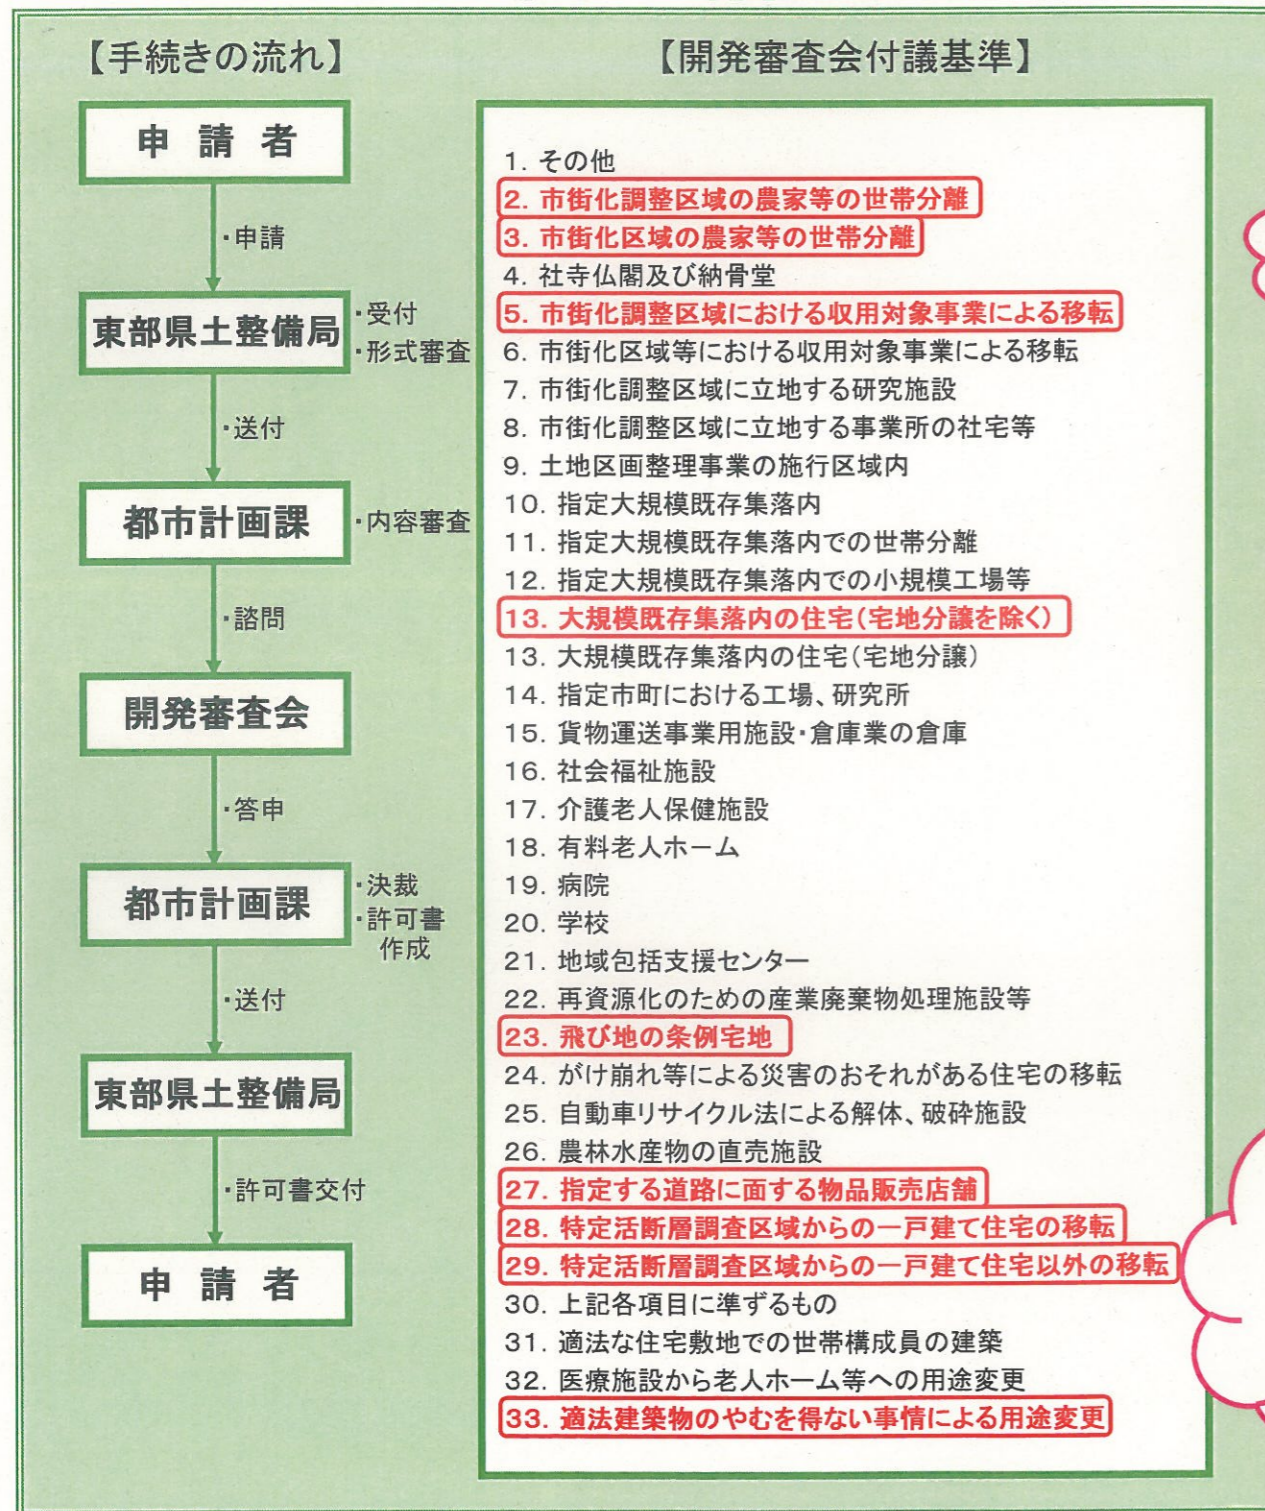 【手続きの流れ】
申請者
・申請
東部県土整備局
・受付
・形式審査
・送付
都市計画課
・内容審査
・諮問
開発審査会
・答申
都市計画課
・決裁
・許可書
作成
・送付
東部県土整備局
・許可書交付
申請者
【開発審査会付議基準】
1. その他
2. 市街化調整区域の農家等の世帯分離
3. 市街化区域の農家等の世帯分離
4. 社寺仏閣及び納骨堂
5. 市街化調整区域における収用対象事業による移転
6. 市街化区域等における収用対象事業による移転
7. 市街化調整区域に立地する研究施設
8. 市街化調整区域に立地する事業所の社宅等
9. 土地区画整理事業の施行区域内
10. 指定大規模既存集落内
11. 指定大規模既存集落内での世帯分離
12. 指定大規模既存集落内での小規模工場等
13. 大規模既存集落内の住宅（宅地分譲を除く）
13. 大規模既存集落内の住宅（宅地分譲）
14. 指定市町における工場、研究所
15. 貨物運送事業用施設・倉庫業の倉庫
16. 社会福祉施設
17. 介護老人保健施設
18. 有料老人ホーム
19. 病院
20. 学校
21. 地域包括支援センター
22. 再資源化のための産業廃棄物処理施設等
23. 飛び地の条例宅地
24. がけ崩れ等による災害のおそれがある住宅の移転
25. 自動車リサイクル法による解体、破砕施設
26. 農林水産物の直売施設
27. 指定する道路に面する物品販売店舗
28. 特定活断層調査区域からの一戸建て住宅の移転
29. 特定活断層調査区域からの一戸建て住宅以外の移転
30. 上記各項目に準ずるもの
31. 適法な住宅敷地での世帯構成員の建築
32. 医療施設から老人ホーム等への用途変更
33. 適法建築物のやむを得ない事情による用途変更